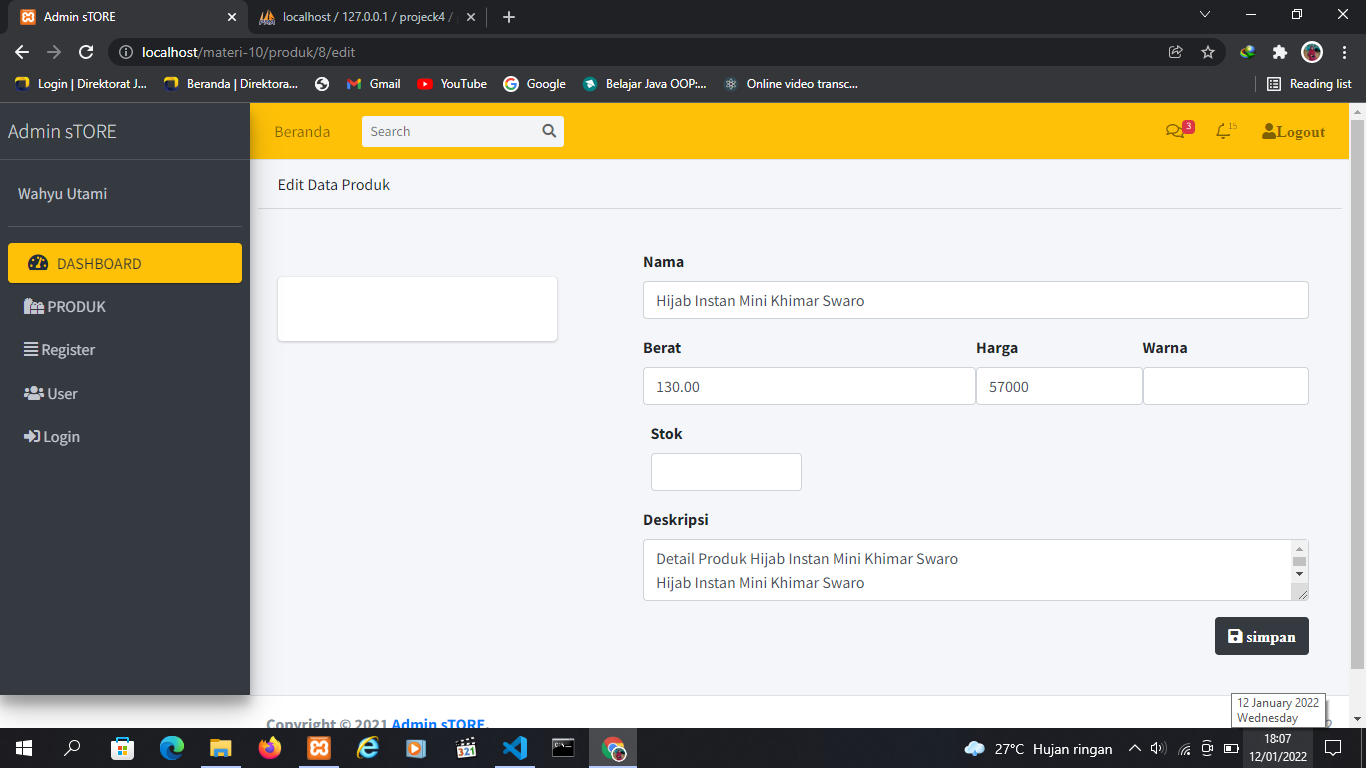 Admin sTORE
localhost / 127.0.0.1 / projeck4 /
localhost/materi-10/produk/8/edit
Login | Direktorat J... Beranda | Direktora... Gmail YouTube Google Belajar Java OOP:... Online video transc... Reading list
Admin sTORE
Beranda Search 3 15 Logout
Wahyu Utami
Edit Data Produk
DASHBOARD
PRODUK
Register
User
Login
Nama
Hijab Instan Mini Khimar Swaro
Berat Harga Warna
130.00 57000
Stok
Deskripsi
Detail Produk Hijab Instan Mini Khimar Swaro
Hijab Instan Mini Khimar Swaro
simpan
Copyright © 2021 Admin sTORE.
12 January 2022
Wednesday
321
27°C Hujan ringan
18:07
12/01/2022